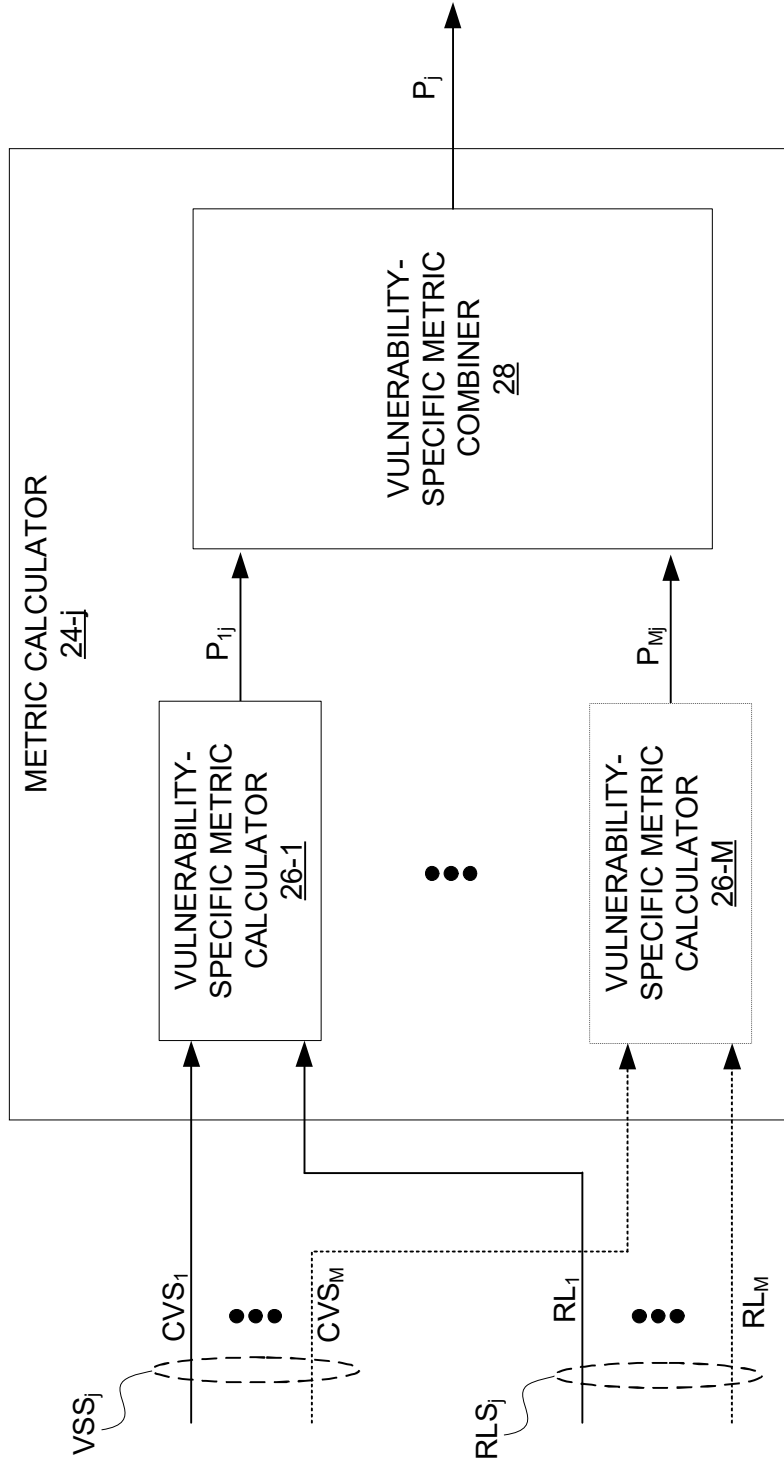 METRIC CALCULATOR
24-j
VSSj
CVS1
CVSM
RLSj
RL1
RLM
VULNERABILITY-
SPECIFIC METRIC
CALCULATOR
26-1
P1j
VULNERABILITY-
SPECIFIC METRIC
CALCULATOR
26-M
PMj
VULNERABILITY-
SPECIFIC METRIC
COMBINER
28
Pj